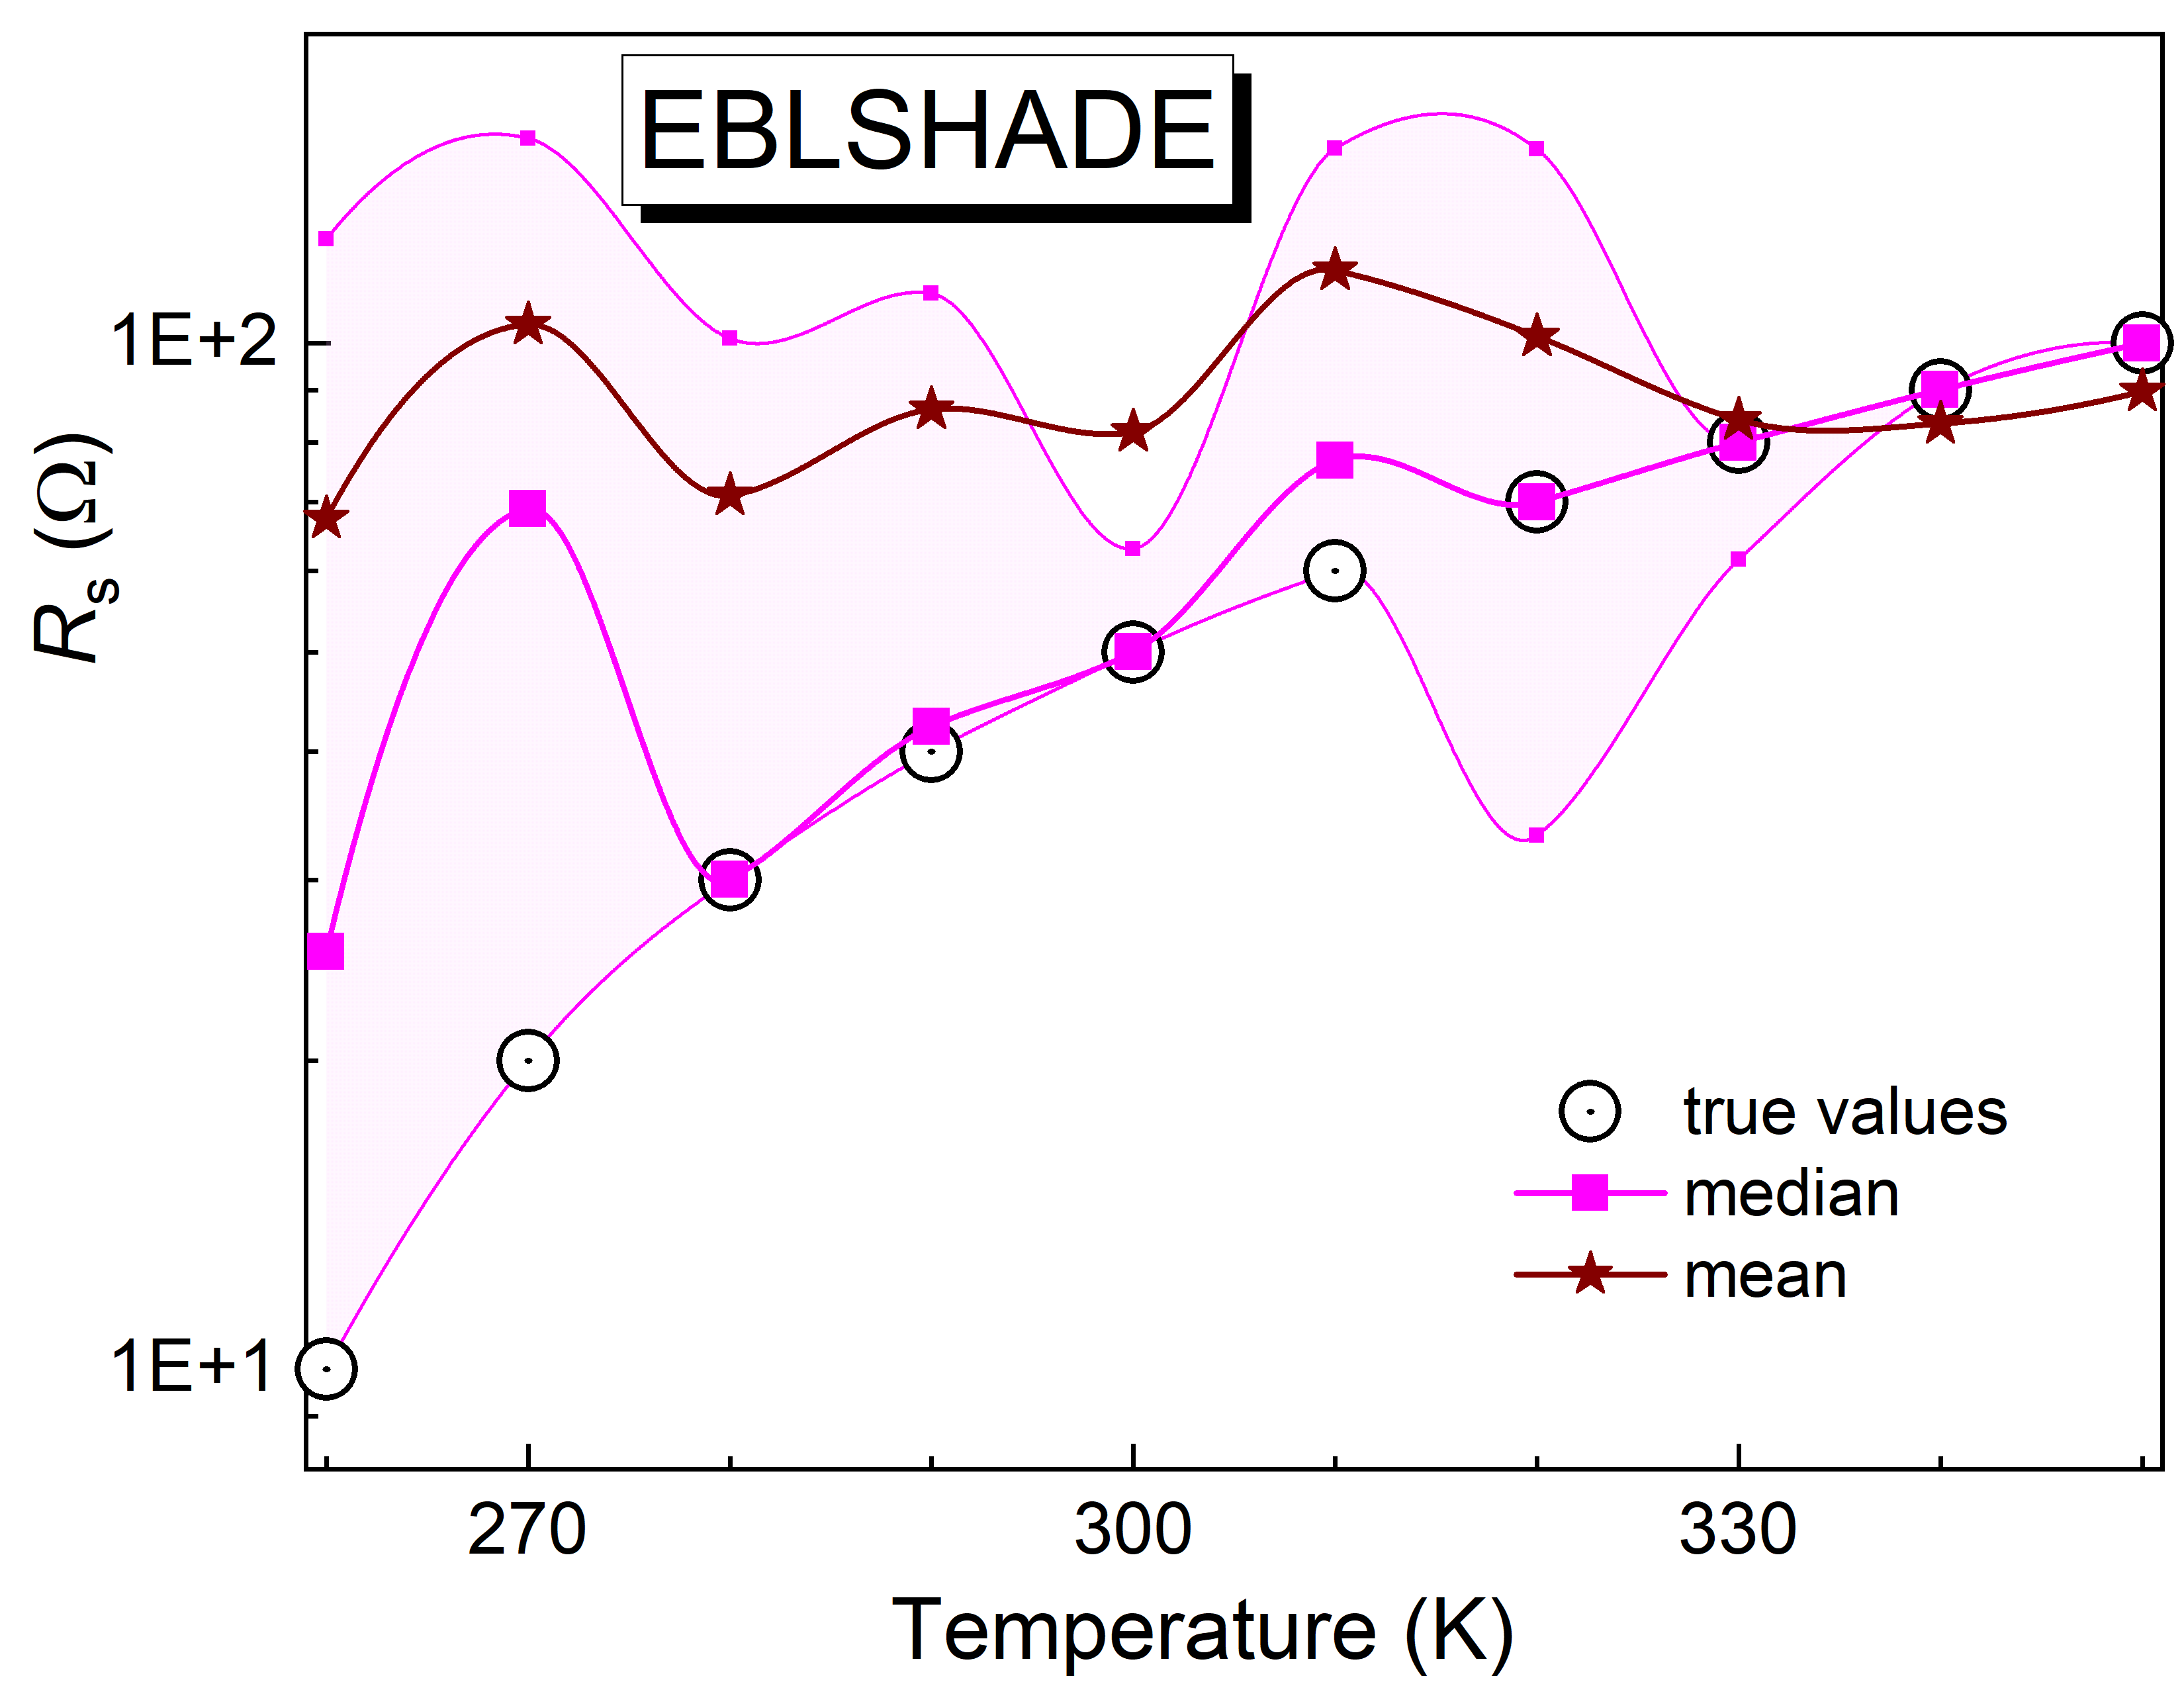 EBLSHADE
1E+2
1E+1
Rs (Ω)
true values
median
mean
270 300 330
Temperature (K)